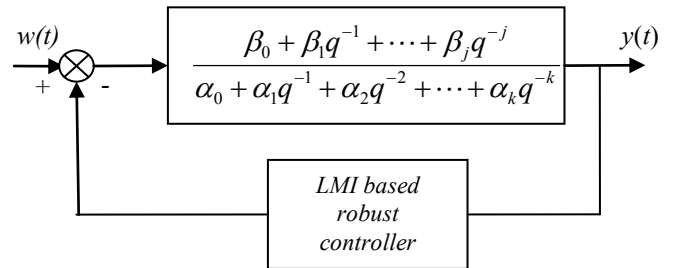 w(t) + -
β₀ + β₁q⁻¹ + ⋯ + βⱼq⁻ʲ
α₀ + α₁q⁻¹ + α₂q⁻² + ⋯ + αₖq⁻ᵏ
y(t)
LMI based
robust
controller